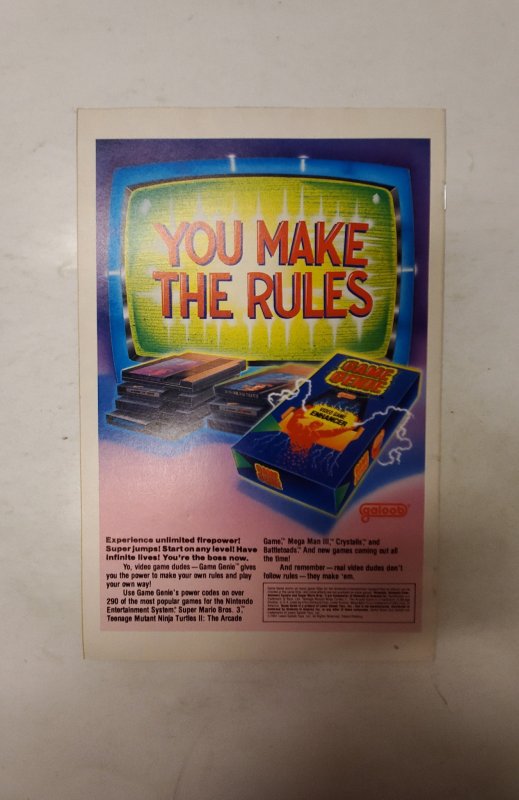 YOU MAKE
THE RULES
GAME
GENIE
VIDEO GAME
ENHANCER
GAME
GENIE
galoob
Experience unlimited firepower!
Super jumps! Start on any level! Have
infinite lives! You're the boss now.
Yo, video game dudes — Game Genie™ gives
you the power to make your own rules and play
your own way!
Use Game Genie's power codes on over
290 of the most popular games for the Nintendo
Entertainment System,® Super Mario Bros. 3,™
Teenage Mutant Ninja Turtles II: The Arcade
Game,™ Mega Man III,™ Crystalis,™ and
Battletoads.™ And new games coming out all
the time!
And remember — real video dudes don't
follow rules — they make 'em.